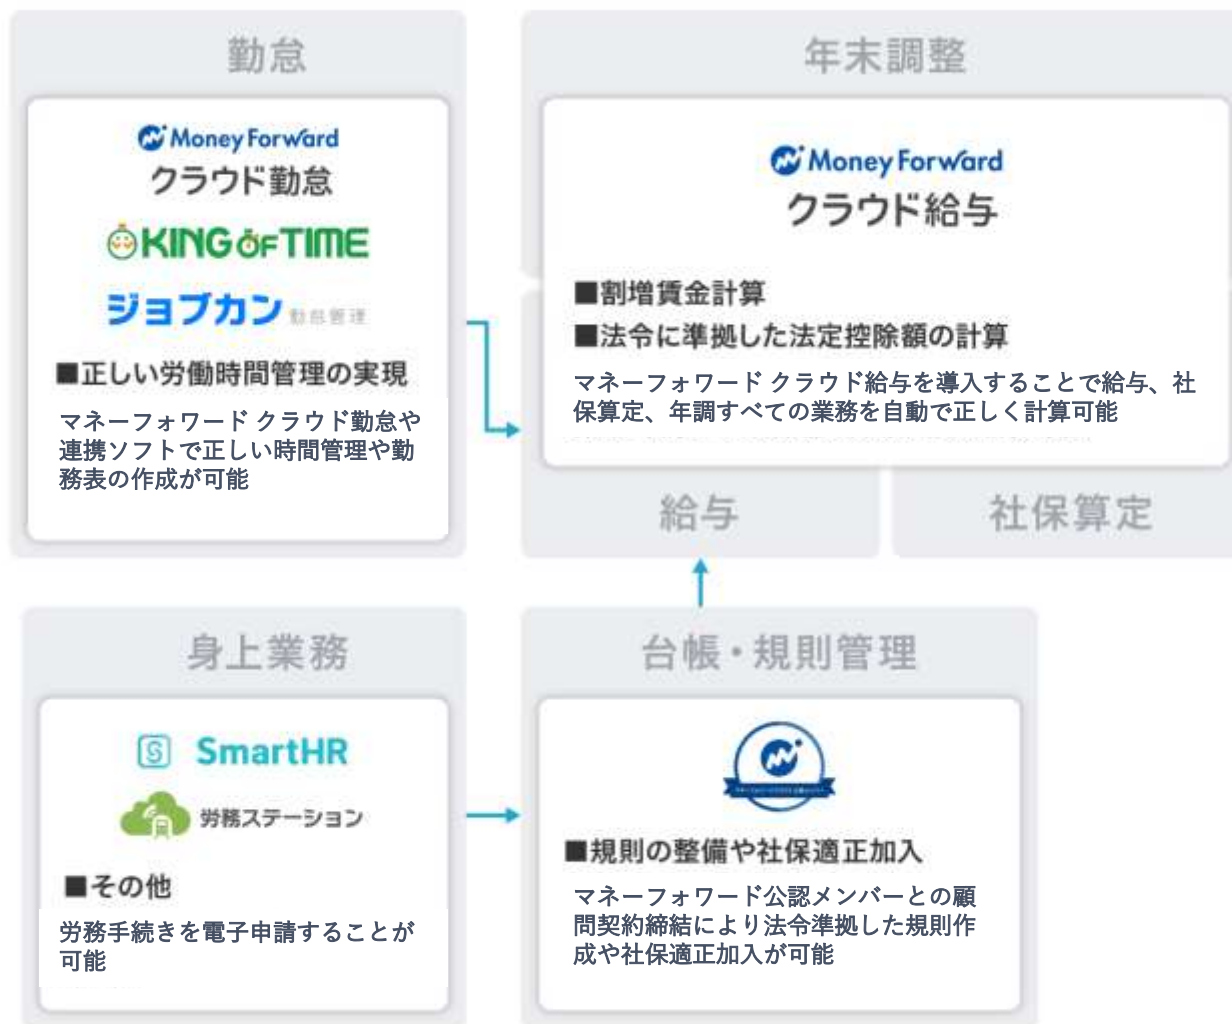 勤怠
Money Forward
クラウド勤怠
KING OF TIME
ジョブカン 勤怠管理
■正しい労働時間管理の実現
マネーフォワード クラウド勤怠や
連携ソフトで正しい時間管理や勤
務表の作成が可能
年末調整
Money Forward
クラウド給与
■割増賃金計算
■法令に準拠した法定控除額の計算
マネーフォワード クラウド給与を導入することで給与、社
保算定、年調すべての業務を自動で正しく計算可能
給与
社保算定
身上業務
SmartHR
労務ステーション
■その他
労務手続きを電子申請することが
可能
台帳・規則管理
■規則の整備や社保適正加入
マネーフォワード公認メンバーとの顧
問契約締結により法令準拠した規則作
成や社保適正加入が可能